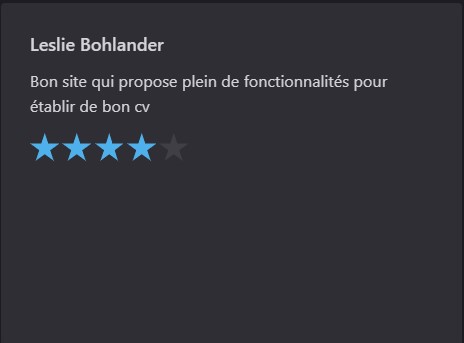 Leslie Bohlander
Bon site qui propose plein de fonctionnalités pour
établir de bon cv